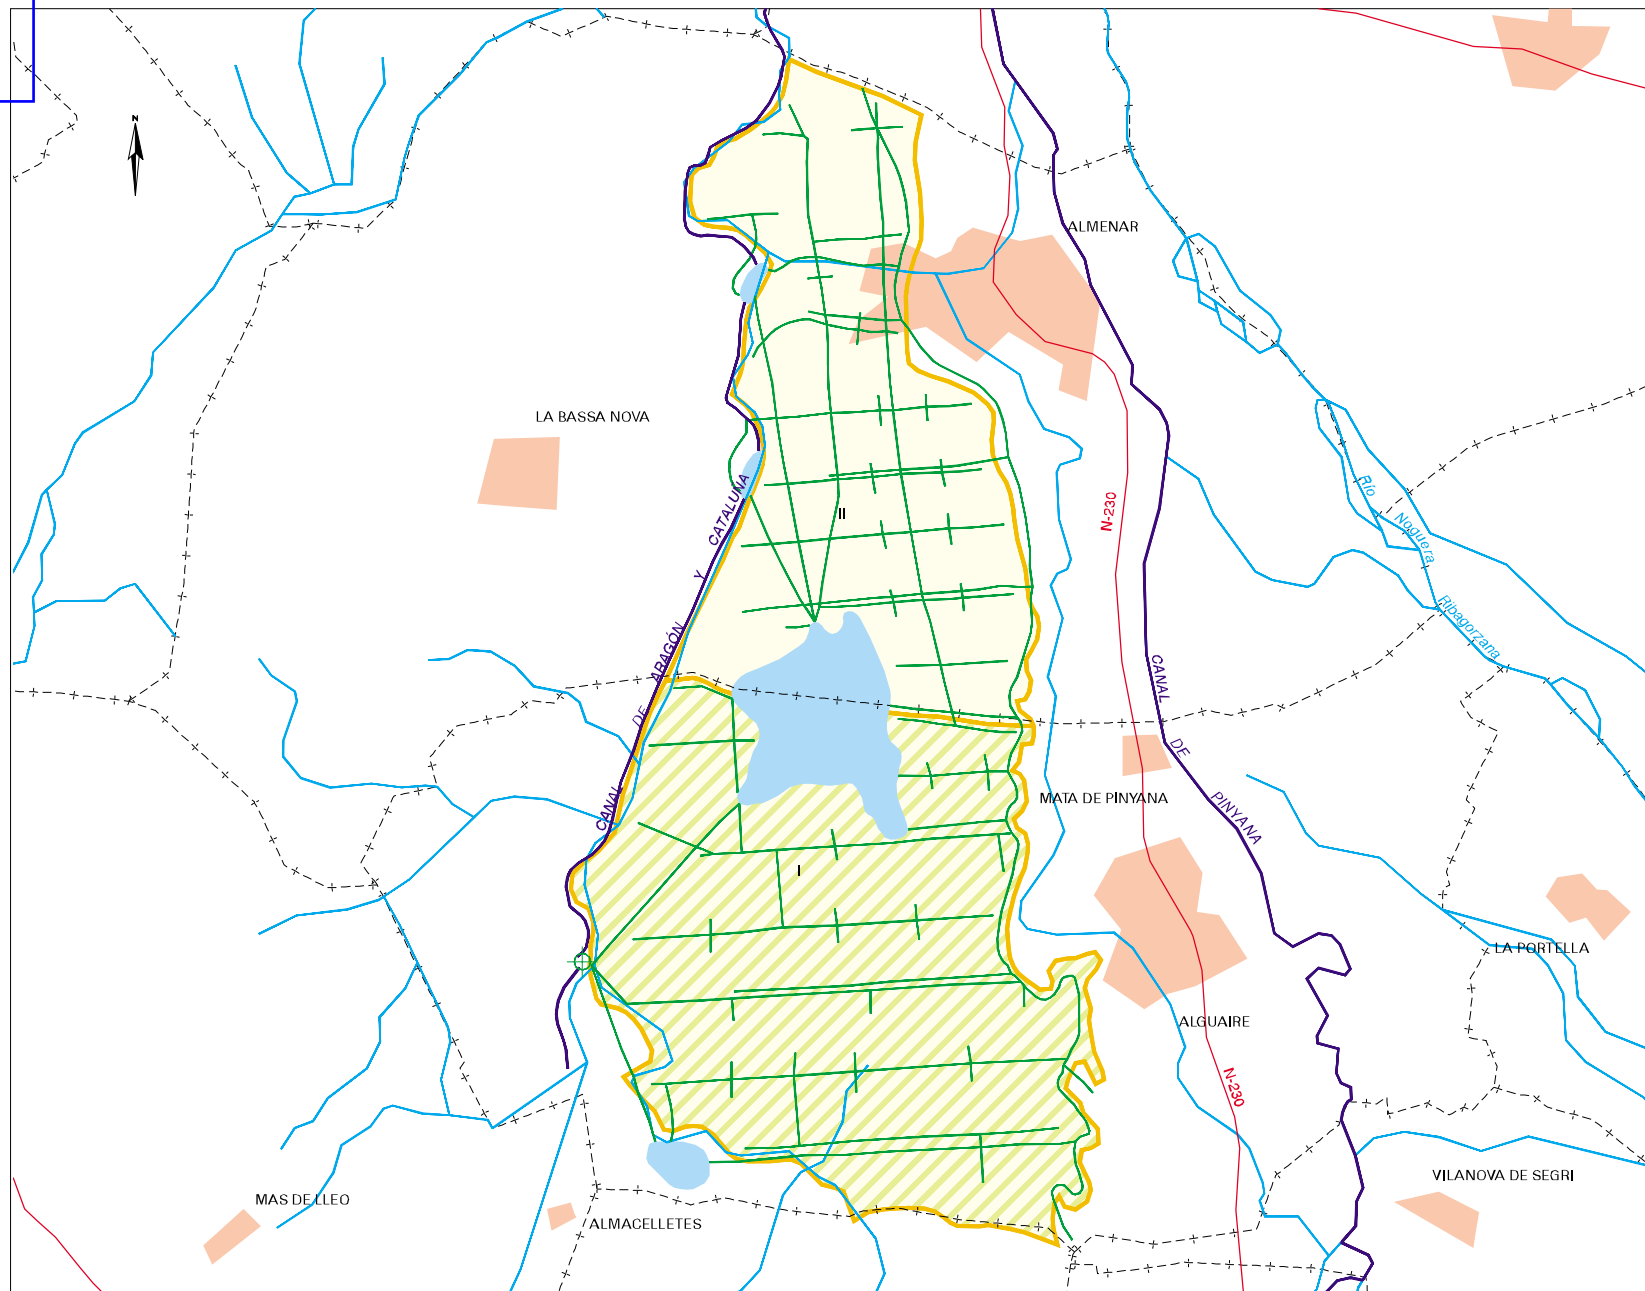 N
ALMENAR
LA BASSA NOVA
CANAL DE ARAGÓN Y CATALUNA
II
N-230
Río Noguera Ribagorzana
CANAL DE PINYANA
MATA DE PINYANA
I
LA PORTELLA
ALGUAIRE
N-230
VILANOVA DE SEGRI
MAS DE LLEO
ALMACELLETES